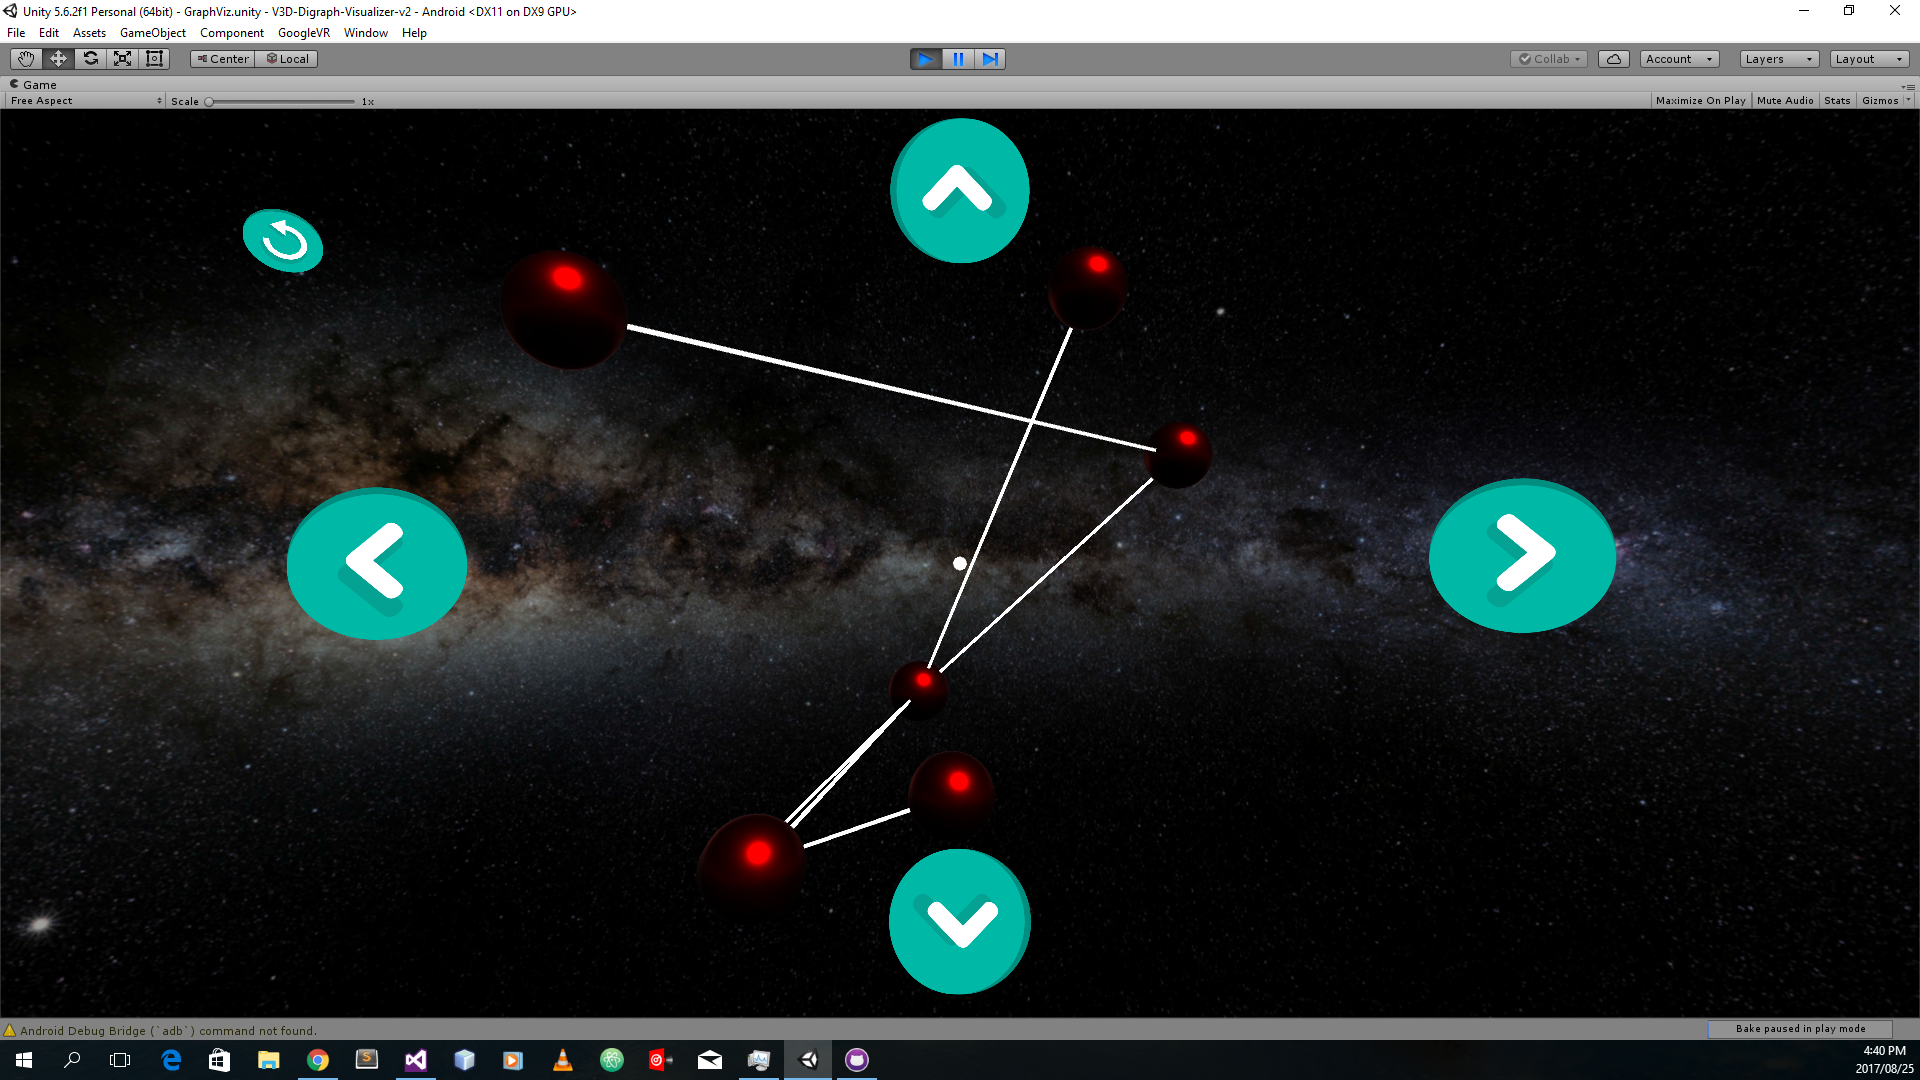 Unity 5.6.2f1 Personal (64bit) - GraphViz.unity - V3D-Digraph-Visualizer-v2 - Android <DX11 on DX9 GPU>
File Edit Assets GameObject Component GoogleVR Window Help
Center Local Collab Account Layers Layout
Game
Free Aspect Scale 1x Maximize On Play Mute Audio Stats Gizmos
Android Debug Bridge (`adb`) command not found. Bake paused in play mode
4:40 PM
2017/08/25